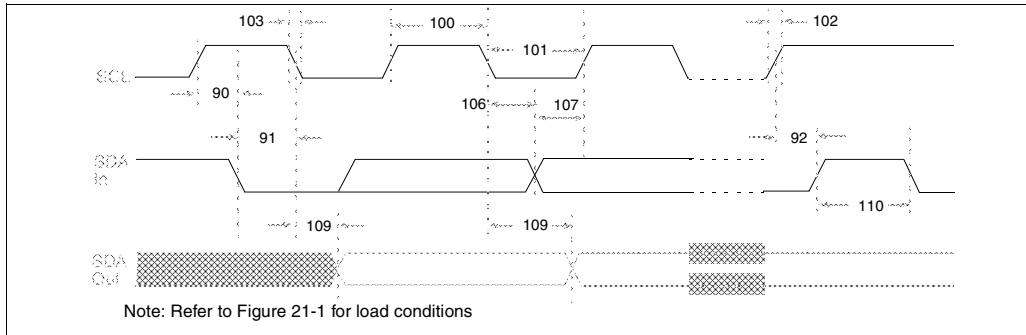 103
100
101
102
SCL
90
106
107
91
92
SDA
In
110
109
109
SDA
Out
Note: Refer to Figure 21-1 for load conditions